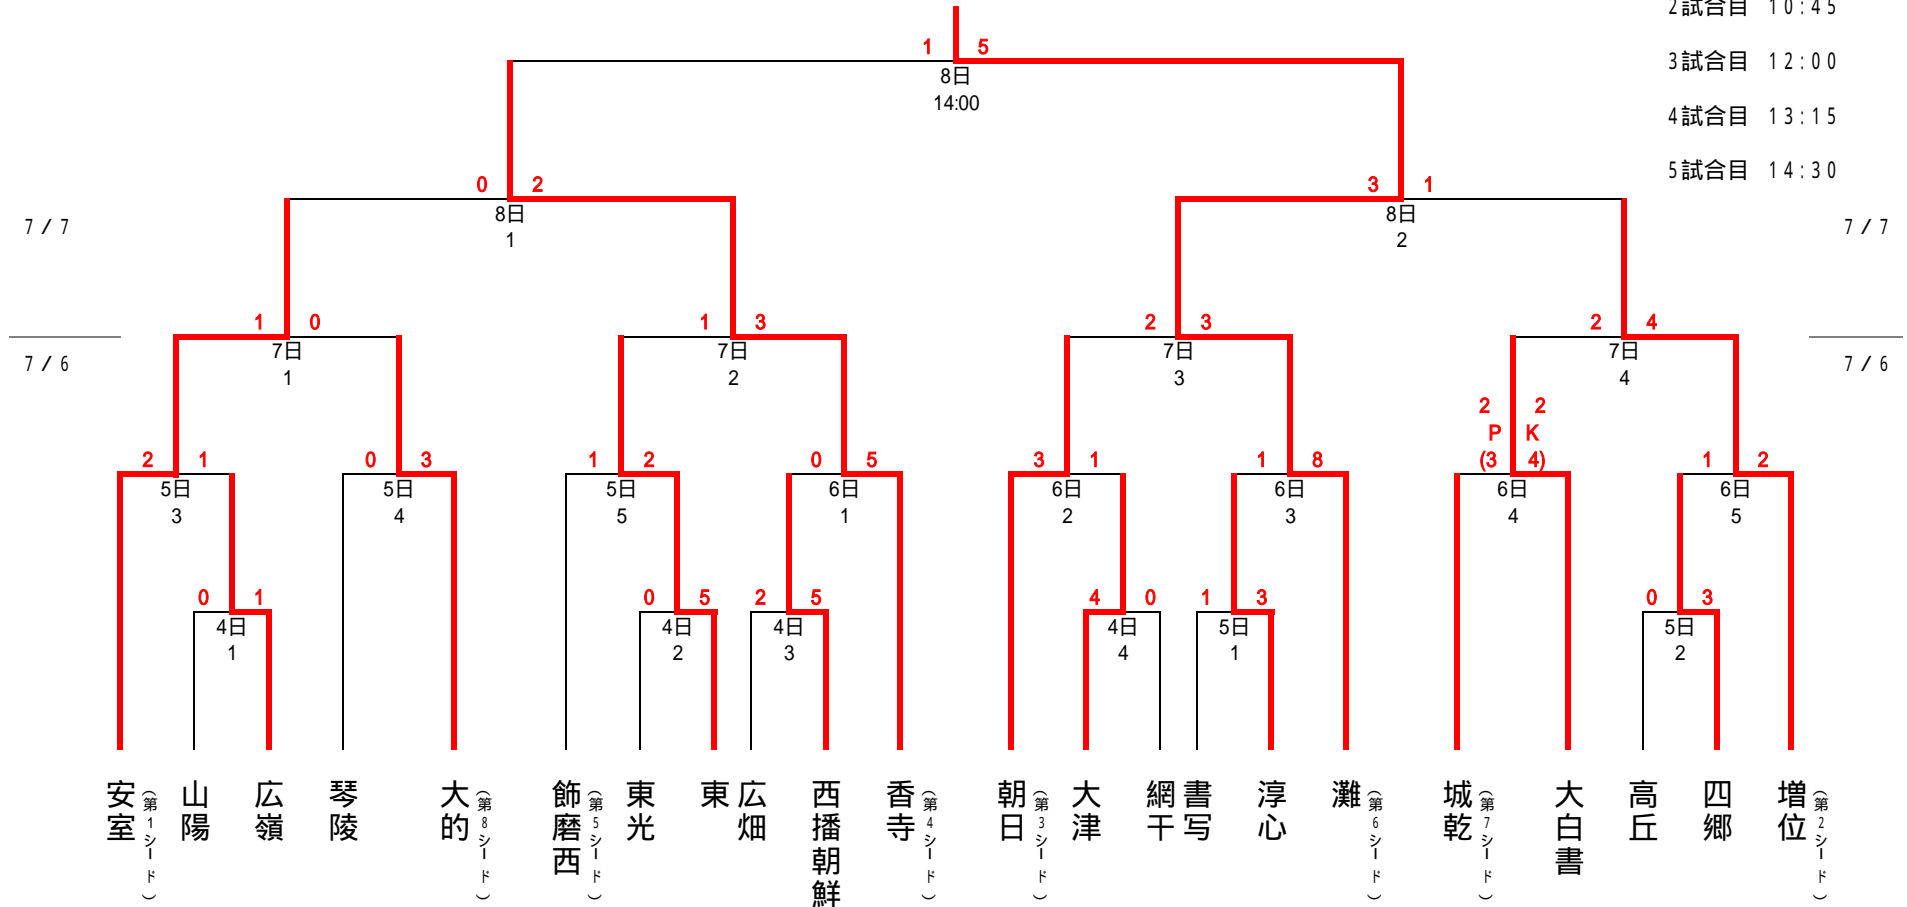 2試合目 10:45
1 5
8日
14:00
3試合目 12:00
4試合目 13:15
5試合目 14:30
0 2
8日
1
3 1
8日
2
7/7
7/7
1 0
7日
1
1 3
7日
2
2 3
7日
3
2 4
7日
4
7/6
7/6
2 1
5日
3
0 3
5日
4
1 2
5日
5
0 5
6日
1
3 1
6日
2
1 8
6日
3
2 2
P K
(3 4)
6日
4
1 2
6日
5
0 1
4日
1
0 5
4日
2
2 5
4日
3
4 0
4日
4
1 3
5日
1
0 3
5日
2
安室
(第1シード)
山陽
広嶺
琴陵
大的
(第8シード)
飾磨西
(第5シード)
東光
東
広畑
西播朝鮮
香寺
(第4シード)
朝日
(第3シード)
大津
網干
書写
淳心
灘
(第6シード)
城乾
(第7シード)
大白書
高丘
四郷
増位
(第2シード)